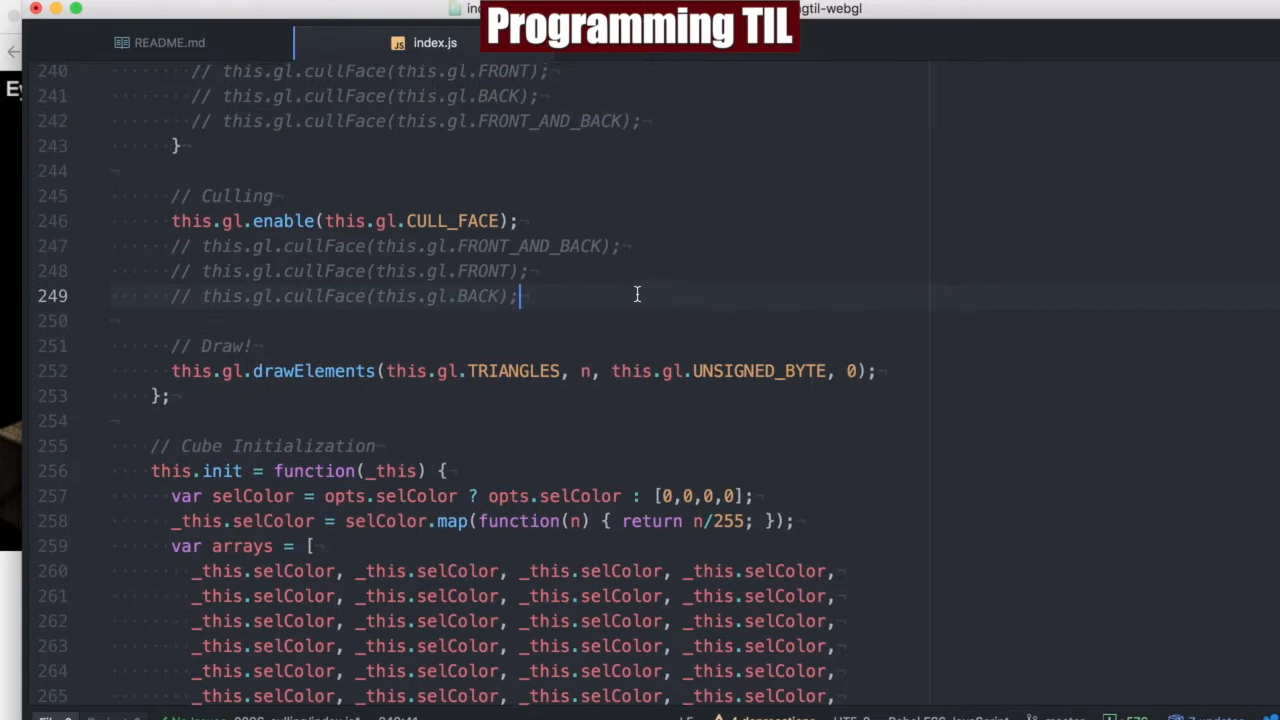 Programming TIL
ngtil-webgl
README.md
index.js
240 // this.gl.cullFace(this.gl.FRONT);
241 // this.gl.cullFace(this.gl.BACK);
242 // this.gl.cullFace(this.gl.FRONT_AND_BACK);
243 }
244
245 // Culling
246 this.gl.enable(this.gl.CULL_FACE);
247 // this.gl.cullFace(this.gl.FRONT_AND_BACK);
248 // this.gl.cullFace(this.gl.FRONT);
249 // this.gl.cullFace(this.gl.BACK);
250
251 // Draw!
252 this.gl.drawElements(this.gl.TRIANGLES, n, this.gl.UNSIGNED_BYTE, 0);
253 };
254
255 // Cube Initialization
256 this.init = function(_this) {
257 var selColor = opts.selColor ? opts.selColor : [0,0,0,0];
258 _this.selColor = selColor.map(function(n) { return n/255; });
259 var arrays = [
260 _this.selColor, _this.selColor, _this.selColor, _this.selColor,
261 _this.selColor, _this.selColor, _this.selColor, _this.selColor,
262 _this.selColor, _this.selColor, _this.selColor, _this.selColor,
263 _this.selColor, _this.selColor, _this.selColor, _this.selColor,
264 _this.selColor, _this.selColor, _this.selColor, _this.selColor,
265 _this.selColor, _this.selColor, _this.selColor, _this.selColor,